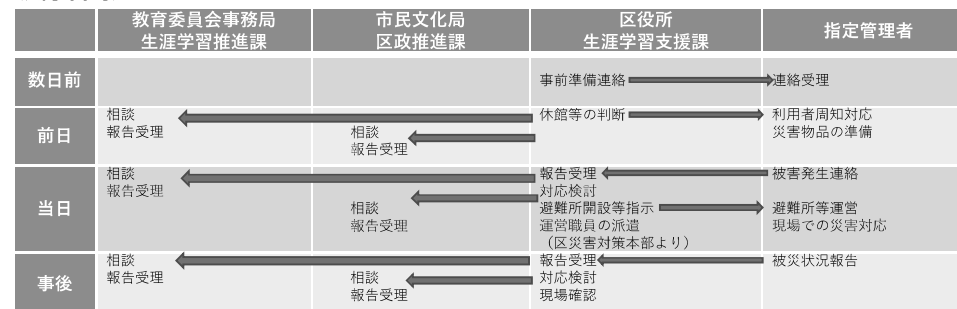 教育委員会事務局
生涯学習推進課
市民文化局
区政推進課
区役所
生涯学習支援課
指定管理者
数日前
事前準備連絡
連絡受理
前日
相談
報告受理
相談
報告受理
休館等の判断
利用者周知対応
災害物品の準備
当日
相談
報告受理
相談
報告受理
報告受理
対応検討
避難所開設等指示
運営職員の派遣
（区災害対策本部より）
被害発生連絡
避難所等運営
現場での災害対応
事後
相談
報告受理
相談
報告受理
報告受理
対応検討
現場確認
被災状況報告